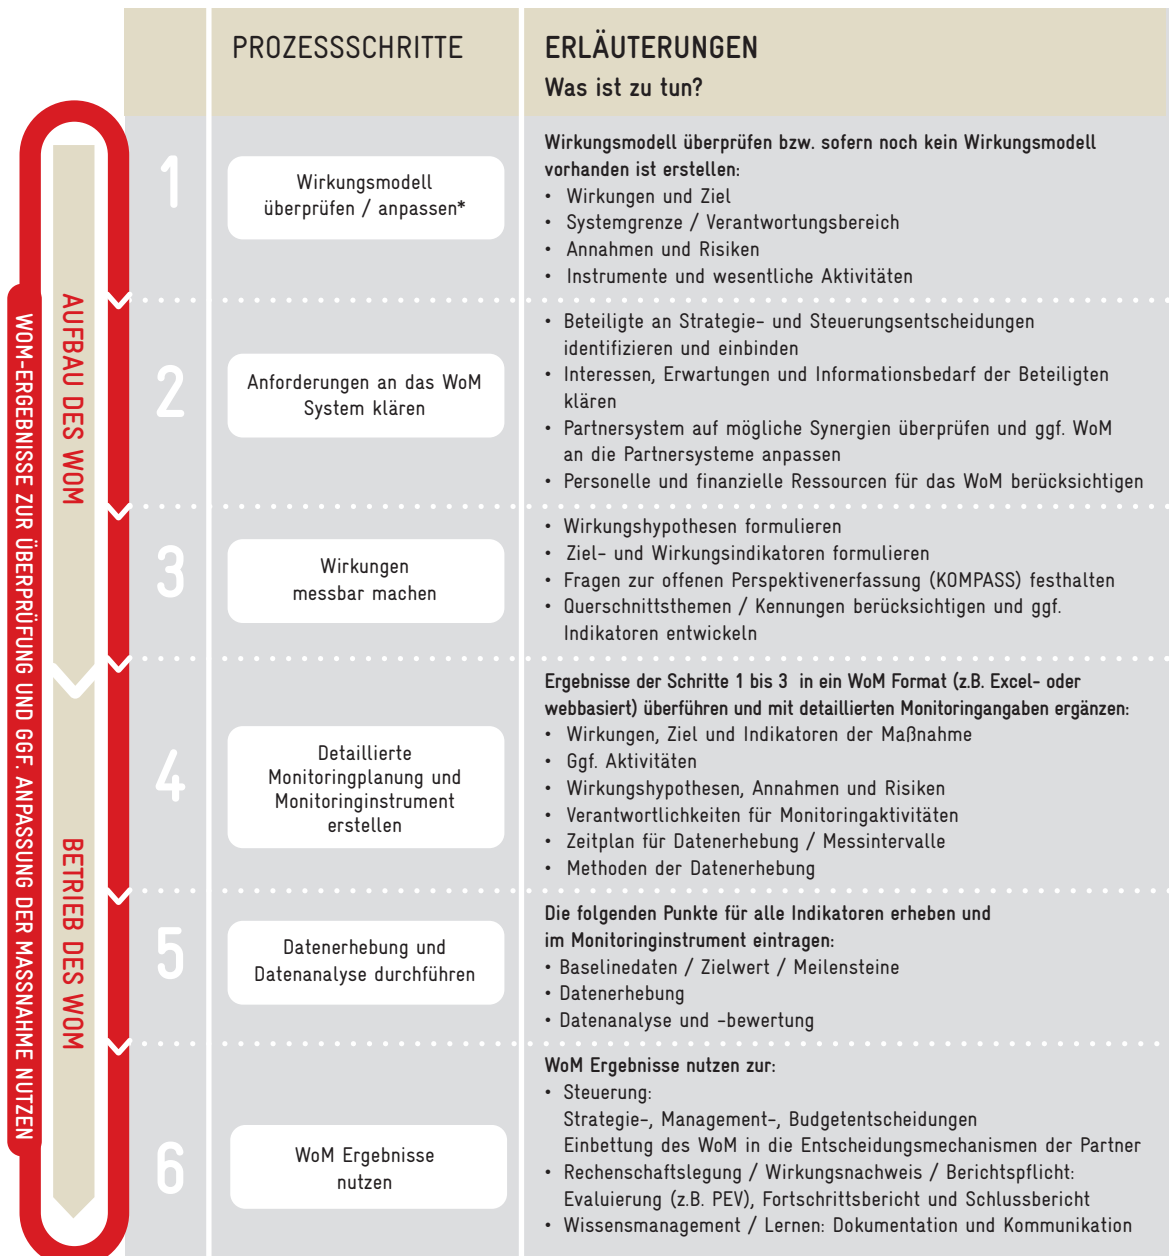 PROZESSSCHRITTE
ERLÄUTERUNGEN
Was ist zu tun?
WOM-ERGEBNISSE ZUR ÜBERPRÜFUNG UND GGF. ANPASSUNG DER MASSNAHME NUTZEN
AUFBAU DES WOM
BETRIEB DES WOM
1
Wirkungsmodell
überprüfen / anpassen*
Wirkungsmodell überprüfen bzw. sofern noch kein Wirkungsmodell
vorhanden ist erstellen:
• Wirkungen und Ziel
• Systemgrenze / Verantwortungsbereich
• Annahmen und Risiken
• Instrumente und wesentliche Aktivitäten
2
Anforderungen an das WoM
System klären
• Beteiligte an Strategie- und Steuerungsentscheidungen
identifizieren und einbinden
• Interessen, Erwartungen und Informationsbedarf der Beteiligten
klären
• Partnersystem auf mögliche Synergien überprüfen und ggf. WoM
an die Partnersysteme anpassen
• Personelle und finanzielle Ressourcen für das WoM berücksichtigen
3
Wirkungen
messbar machen
• Wirkungshypothesen formulieren
• Ziel- und Wirkungsindikatoren formulieren
• Fragen zur offenen Perspektivenerfassung (KOMPASS) festhalten
• Querschnittsthemen / Kennungen berücksichtigen und ggf.
Indikatoren entwickeln
4
Detaillierte
Monitoringplanung und
Monitoringinstrument
erstellen
Ergebnisse der Schritte 1 bis 3 in ein WoM Format (z.B. Excel- oder
webbasiert) überführen und mit detaillierten Monitoringangaben ergänzen:
• Wirkungen, Ziel und Indikatoren der Maßnahme
• Ggf. Aktivitäten
• Wirkungshypothesen, Annahmen und Risiken
• Verantwortlichkeiten für Monitoringaktivitäten
• Zeitplan für Datenerhebung / Messintervalle
• Methoden der Datenerhebung
5
Datenerhebung und
Datenanalyse durchführen
Die folgenden Punkte für alle Indikatoren erheben und
im Monitoringinstrument eintragen:
• Baselinedaten / Zielwert / Meilensteine
• Datenerhebung
• Datenanalyse und -bewertung
6
WoM Ergebnisse
nutzen
WoM Ergebnisse nutzen zur:
• Steuerung:
Strategie-, Management-, Budgetentscheidungen
Einbettung des WoM in die Entscheidungsmechanismen der Partner
• Rechenschaftslegung / Wirkungsnachweis / Berichtspflicht:
Evaluierung (z.B. PEV), Fortschrittsbericht und Schlussbericht
• Wissensmanagement / Lernen: Dokumentation und Kommunikation